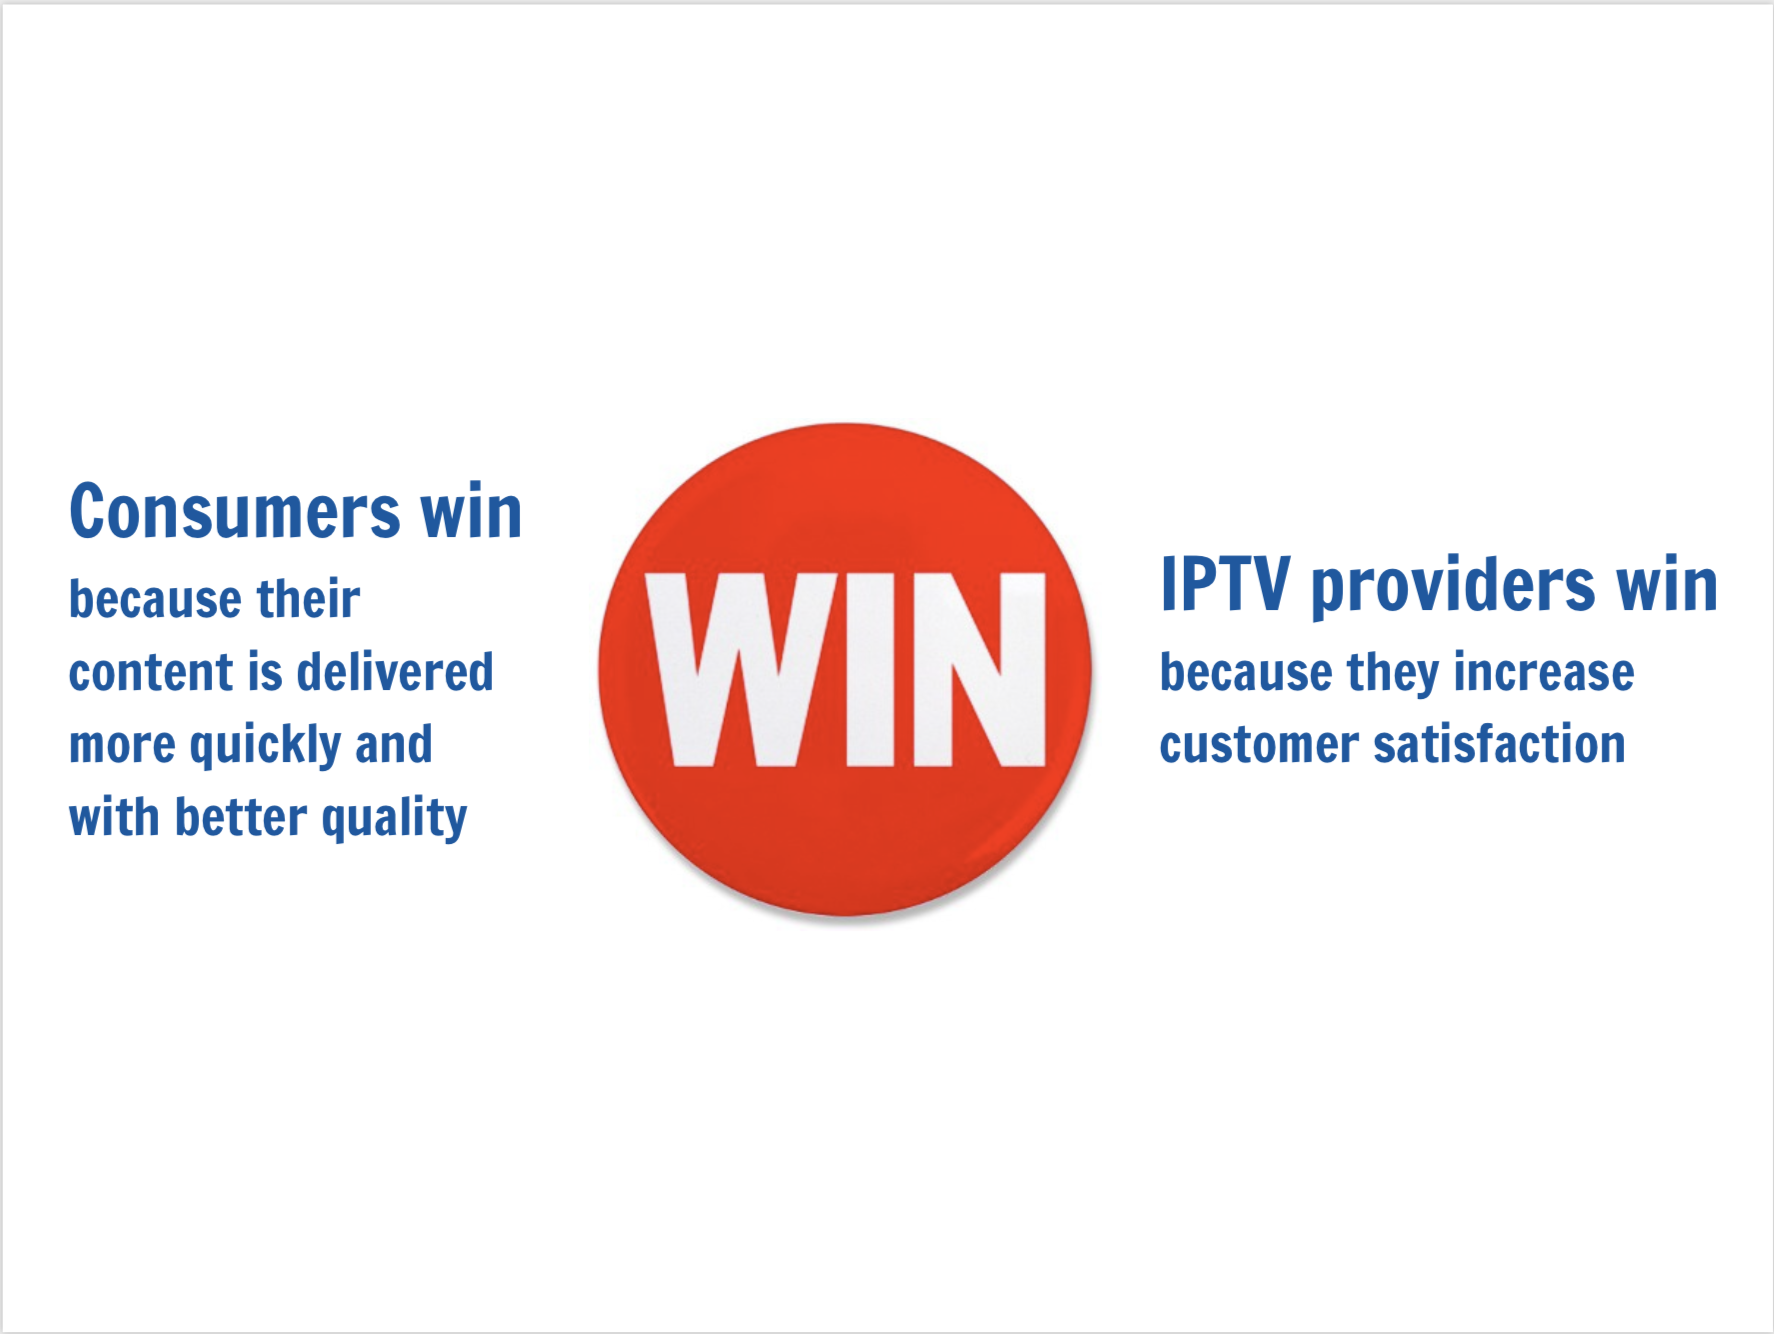 Consumers win
because their
content is delivered
more quickly and
with better quality
WIN
IPTV providers win
because they increase
customer satisfaction